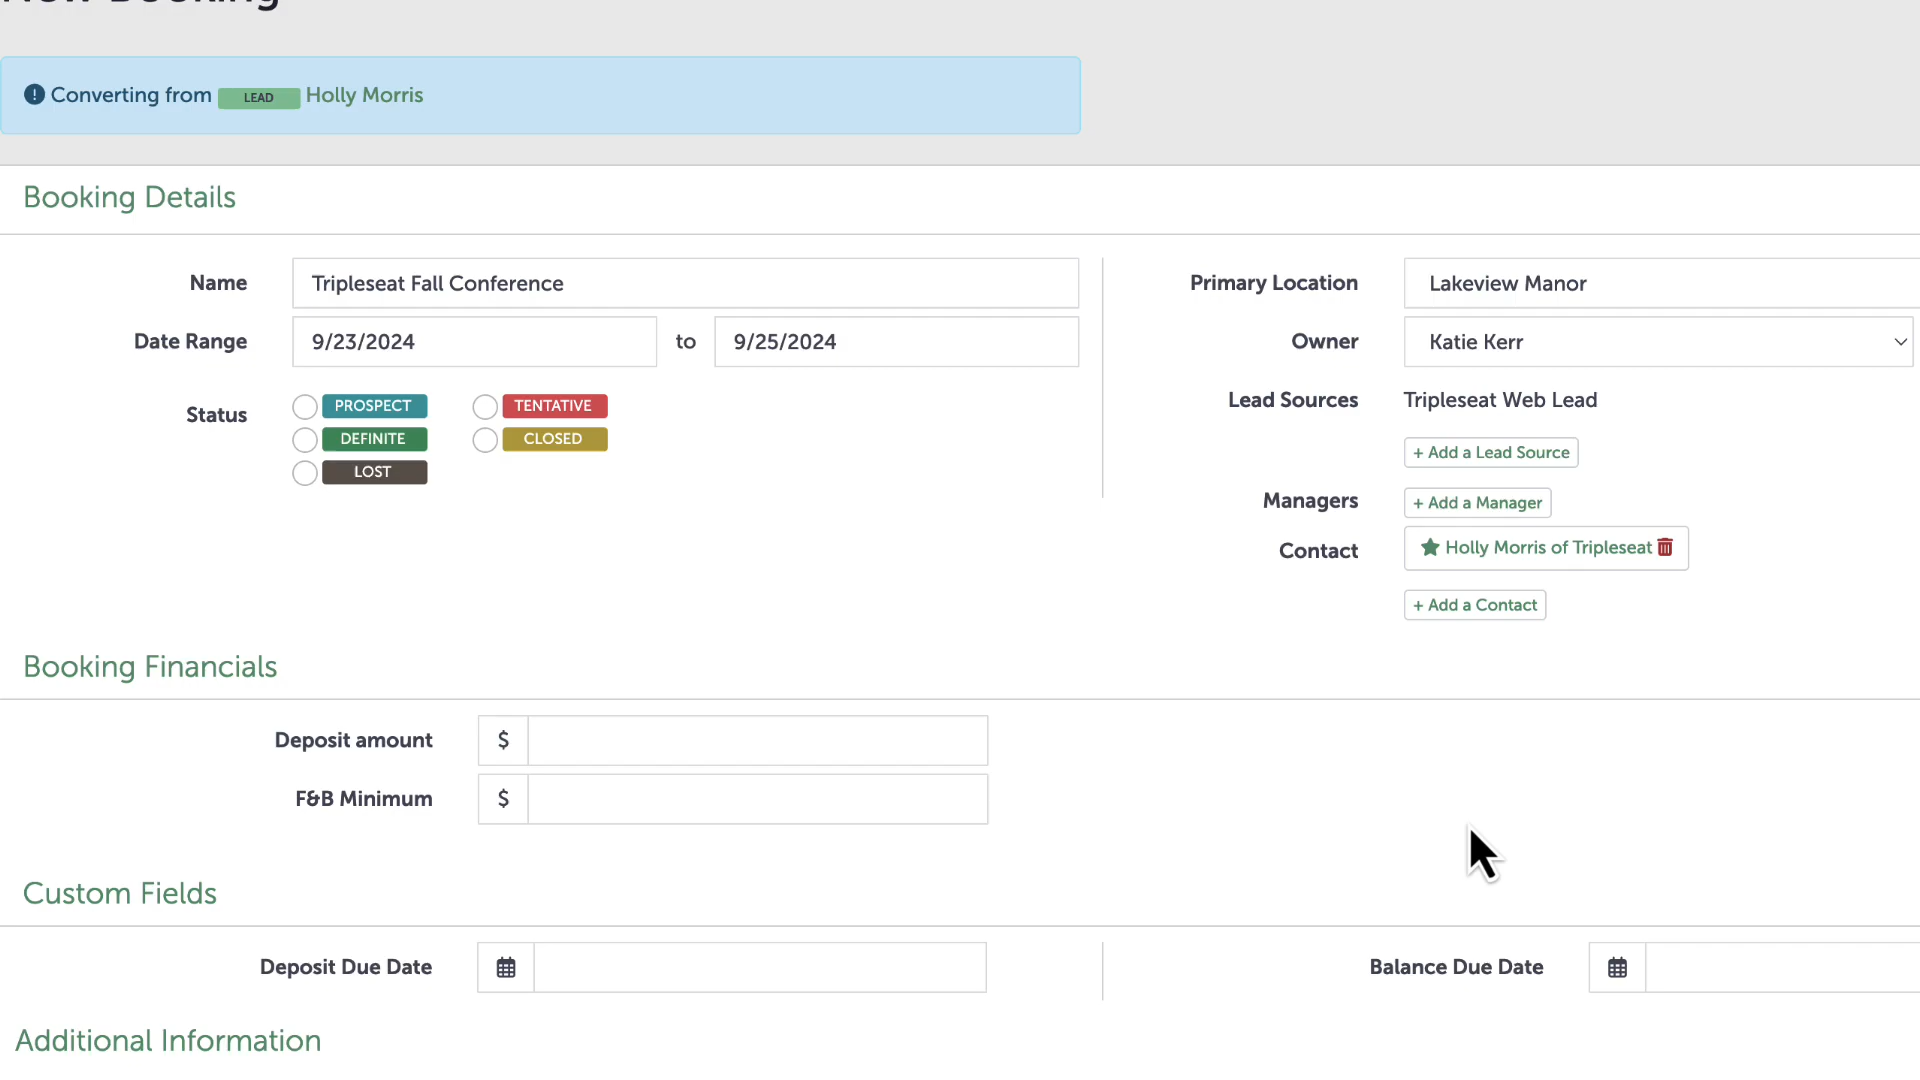 New Booking
Converting from LEAD Holly Morris
Booking Details
Name Tripleseat Fall Conference
Date Range 9/23/2024 to 9/25/2024
Status PROSPECT TENTATIVE
DEFINITE CLOSED
LOST
Primary Location Lakeview Manor
Owner Katie Kerr
Lead Sources Tripleseat Web Lead
+ Add a Lead Source
Managers + Add a Manager
Contact Holly Morris of Tripleseat
+ Add a Contact
Booking Financials
Deposit amount $
F&B Minimum $
Custom Fields
Deposit Due Date Balance Due Date
Additional Information